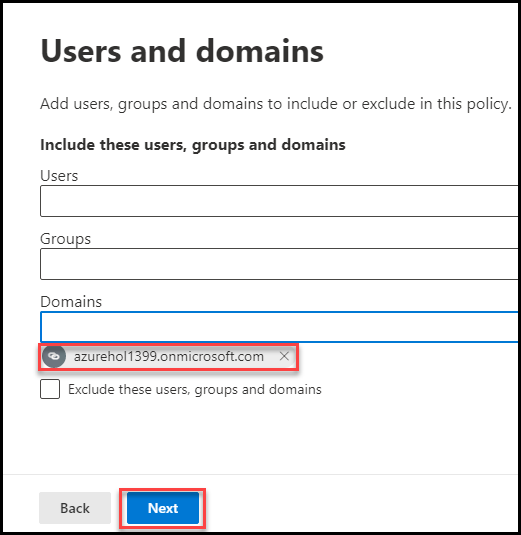 Users and domains
Add users, groups and domains to include or exclude in this policy.
Include these users, groups and domains
Users
Groups
Domains
azurehol1399.onmicrosoft.com
Exclude these users, groups and domains
Back
Next